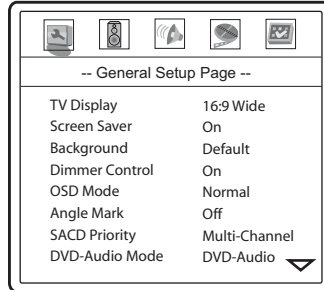 -- General Setup Page --
TV Display 16:9 Wide
Screen Saver On
Background Default
Dimmer Control On
OSD Mode Normal
Angle Mark Off
SACD Priority Multi-Channel
DVD-Audio Mode DVD-Audio